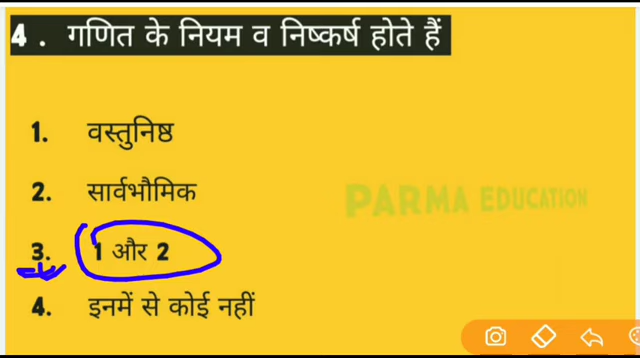 4 . गणित के नियम व निष्कर्ष होते हैं
1. वस्तुनिष्ठ
2. सार्वभौमिक
PARMA EDUCATION
3. 1 और 2
4. इनमें से कोई नहीं